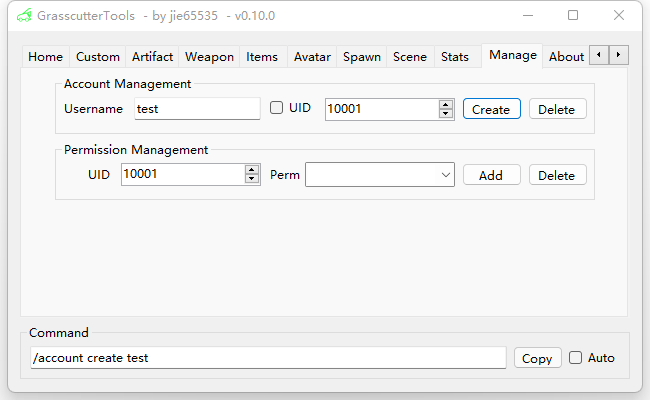 GrasscutterTools - by jie65535 - v0.10.0
Home Custom Artifact Weapon Items Avatar Spawn Scene Stats Manage About
Account Management
Username test UID 10001 Create Delete
Permission Management
UID 10001 Perm Add Delete
Command
/account create test Copy Auto